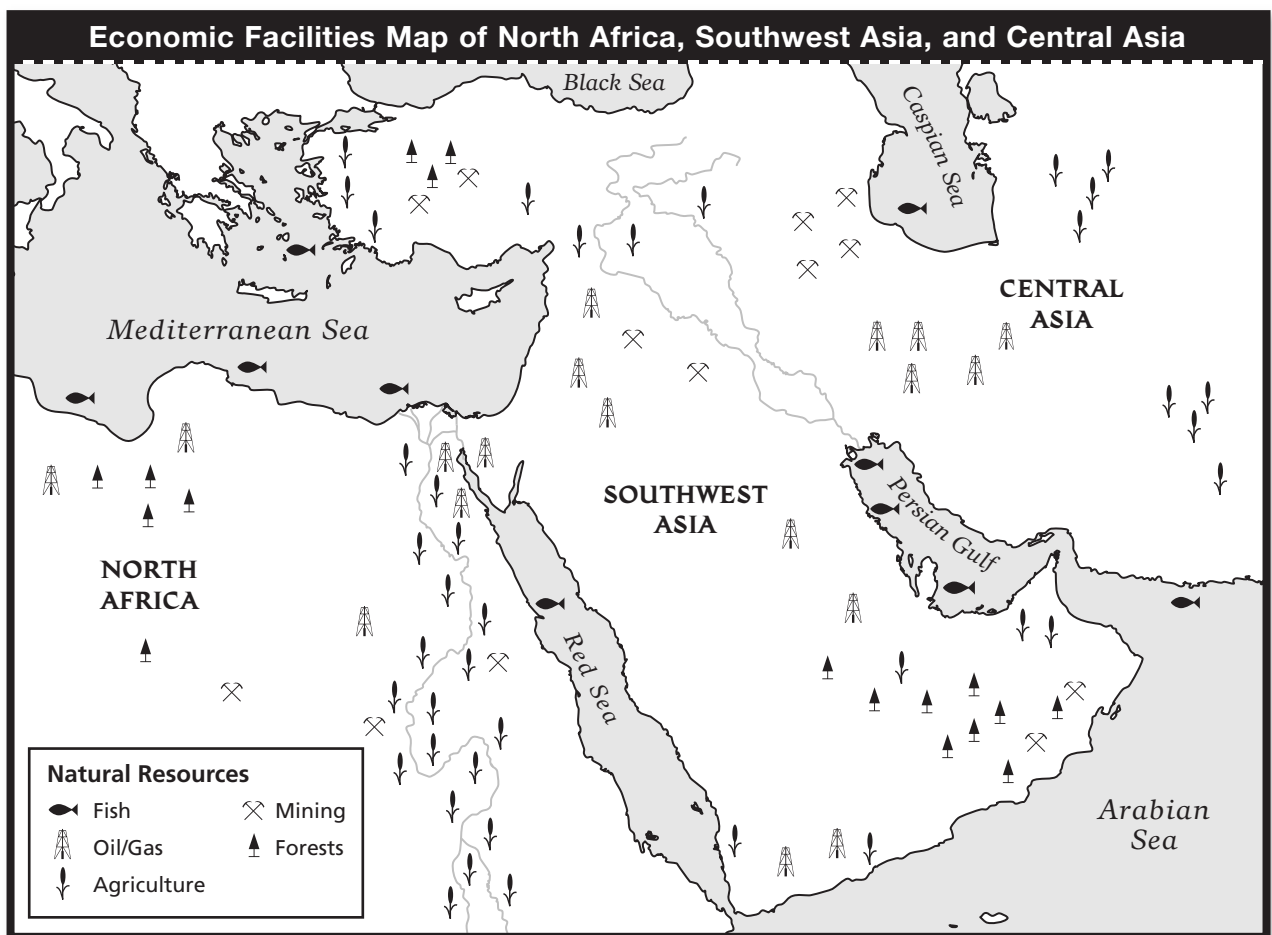 Economic Facilities Map of North Africa, Southwest Asia, and Central Asia
Black Sea
Caspian Sea
CENTRAL
ASIA
Mediterranean Sea
SOUTHWEST
ASIA
Persian Gulf
NORTH
AFRICA
Red Sea
Arabian
Sea
Natural Resources
Fish
Mining
Oil/Gas
Forests
Agriculture